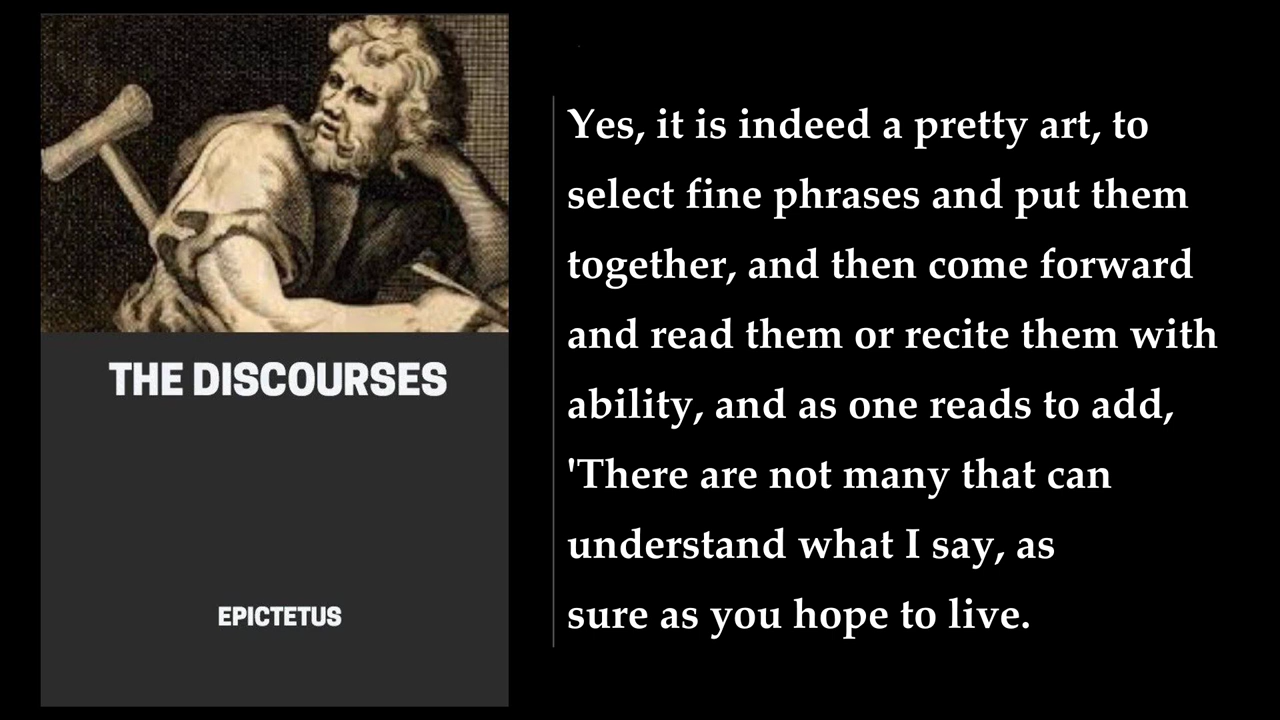 THE DISCOURSES
EPICTETUS
Yes, it is indeed a pretty art, to
select fine phrases and put them
together, and then come forward
and read them or recite them with
ability, and as one reads to add,
'There are not many that can
understand what I say, as
sure as you hope to live.